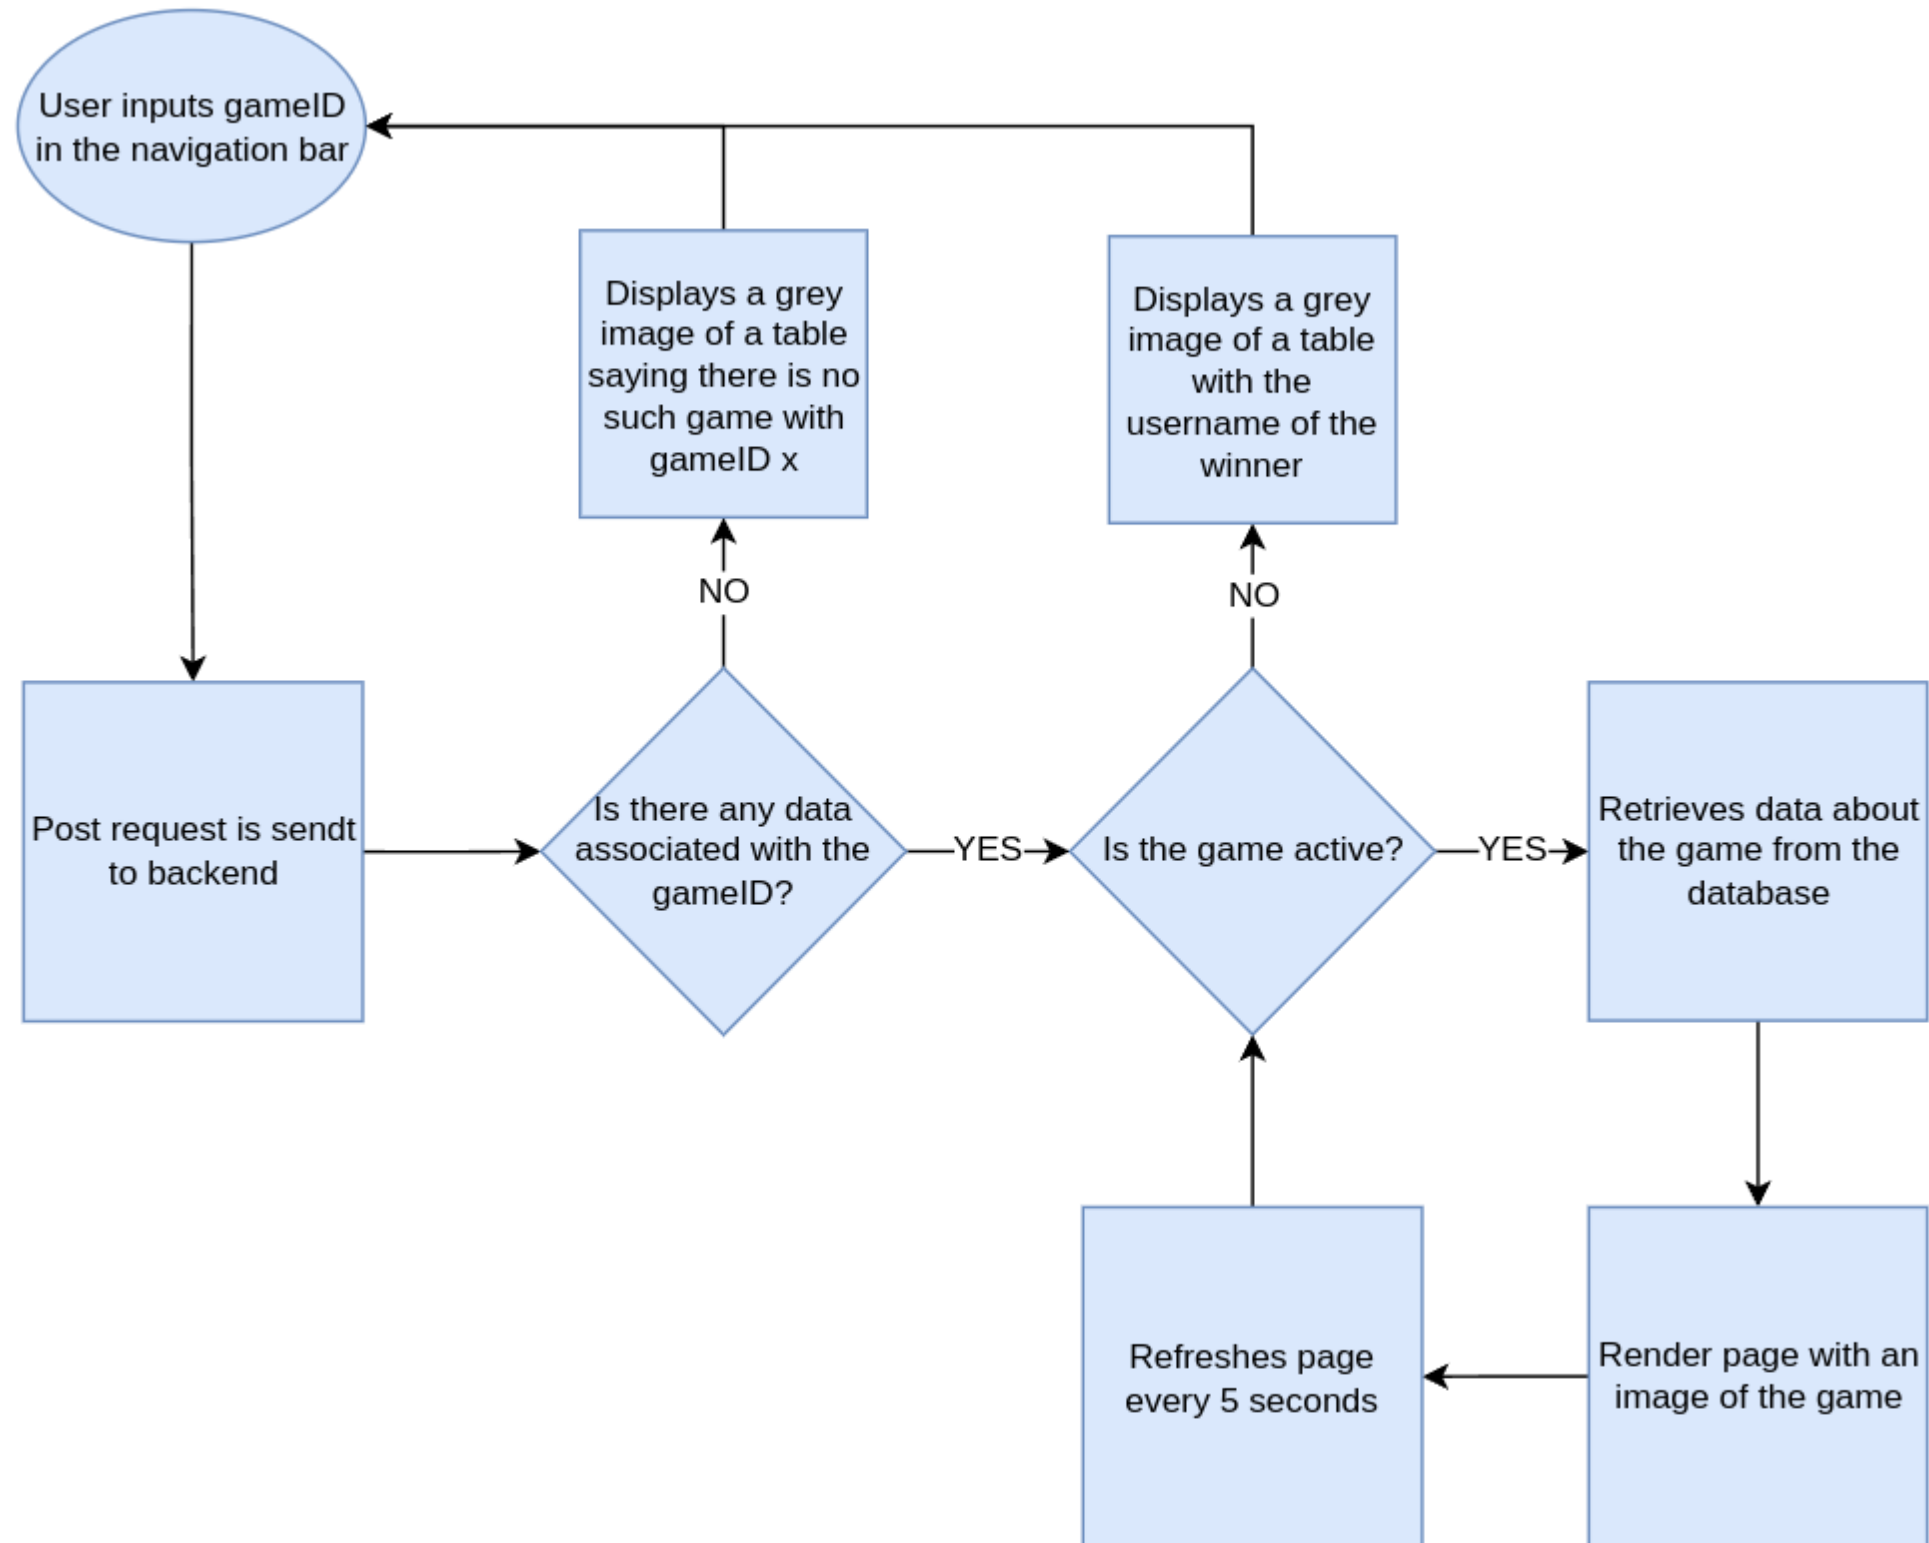 User inputs gameID
in the navigation bar
Displays a grey
image of a table
saying there is no
such game with
gameID x
Displays a grey
image of a table
with the
username of the
winner
NO
NO
Post request is sendt
to backend
Is there any data
associated with the
gameID?
YES
Is the game active?
YES
Retrieves data about
the game from the
database
Refreshes page
every 5 seconds
Render page with an
image of the game